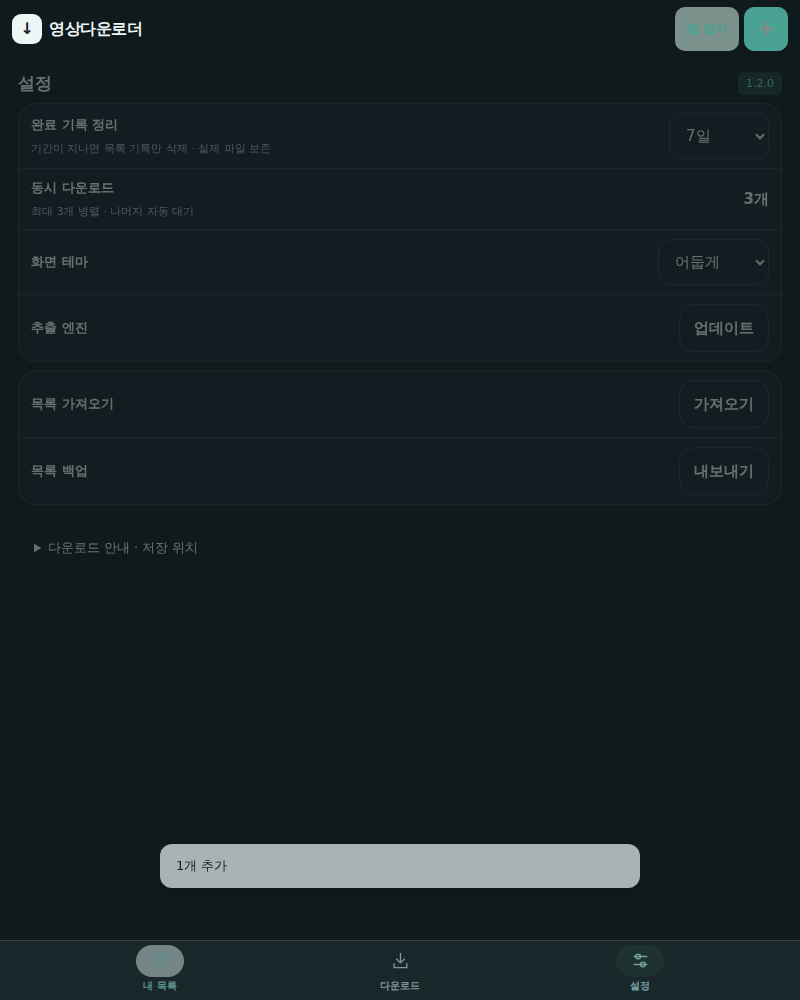 영상다운로더
설정
1.2.0
완료 기록 정리
기간이 지나면 목록 기록만 삭제 · 실제 파일 보존
7일
동시 다운로드
최대 3개 병렬 · 나머지 자동 대기
3개
화면 테마
어둡게
추출 엔진
업데이트
목록 가져오기
가져오기
목록 백업
내보내기
다운로드 안내 · 저장 위치
1개 추가
내 목록
다운로드
설정